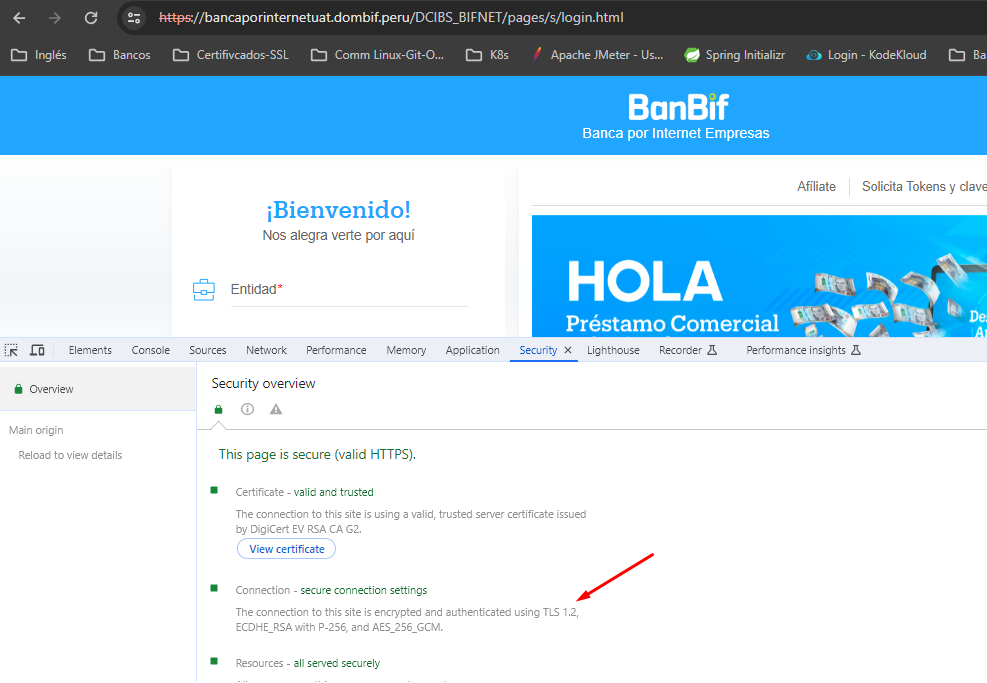 https://bancaporinternetuat.dombif.peru/DCIBS_BIFNET/pages/s/login.html
Inglés Bancos Certifivcados-SSL Comm Linux-Git-O... K8s Apache JMeter - Us... Spring Initializr Login - KodeKloud Ba
BanBif
Banca por Internet Empresas
¡Bienvenido!
Nos alegra verte por aquí
Entidad*
Afíliate Solicita Tokens y clave
HOLA
Préstamo Comercial
Des
A
Elements Console Sources Network Performance Memory Application Security Lighthouse Recorder Performance insights
Overview
Main origin
Reload to view details
Security overview
This page is secure (valid HTTPS).
Certificate - valid and trusted
The connection to this site is using a valid, trusted server certificate issued
by DigiCert EV RSA CA G2.
View certificate
Connection - secure connection settings
The connection to this site is encrypted and authenticated using TLS 1.2,
ECDHE_RSA with P-256, and AES_256_GCM.
Resources - all served securely